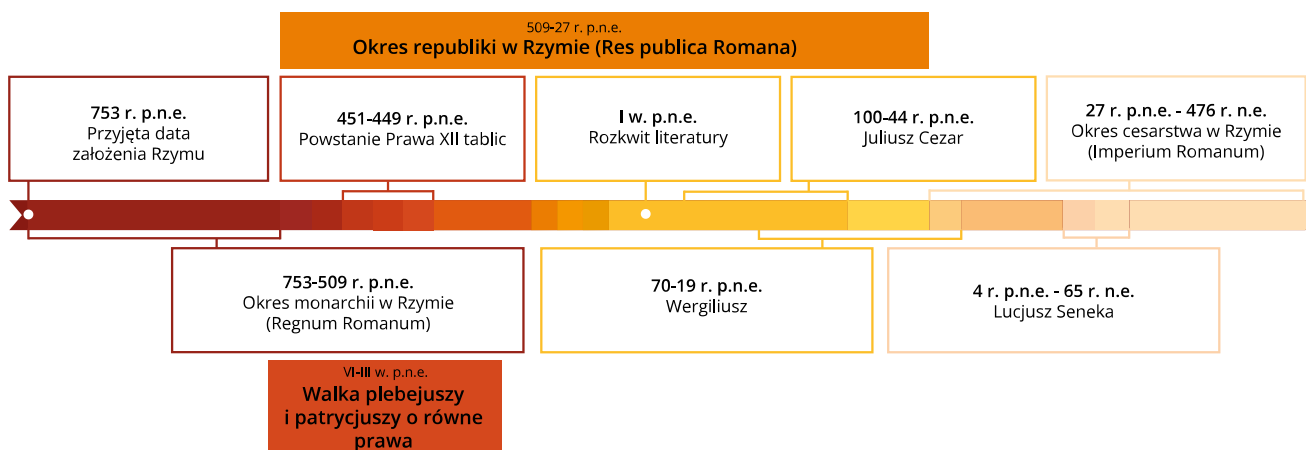 509-27 r. p.n.e.
Okres republiki w Rzymie (Res publica Romana)
753 r. p.n.e.
Przyjęta data
założenia Rzymu
451-449 r. p.n.e.
Powstanie Prawa XII tablic
I w. p.n.e.
Rozkwit literatury
100-44 r. p.n.e.
Juliusz Cezar
27 r. p.n.e. - 476 r. n.e.
Okres cesarstwa w Rzymie
(Imperium Romanum)
753-509 r. p.n.e.
Okres monarchii w Rzymie
(Regnum Romanum)
70-19 r. p.n.e.
Wergiliusz
4 r. p.n.e. - 65 r. n.e.
Lucjusz Seneka
VI-III w. p.n.e.
Walka plebejuszy
i patrycjuszy o równe
prawa